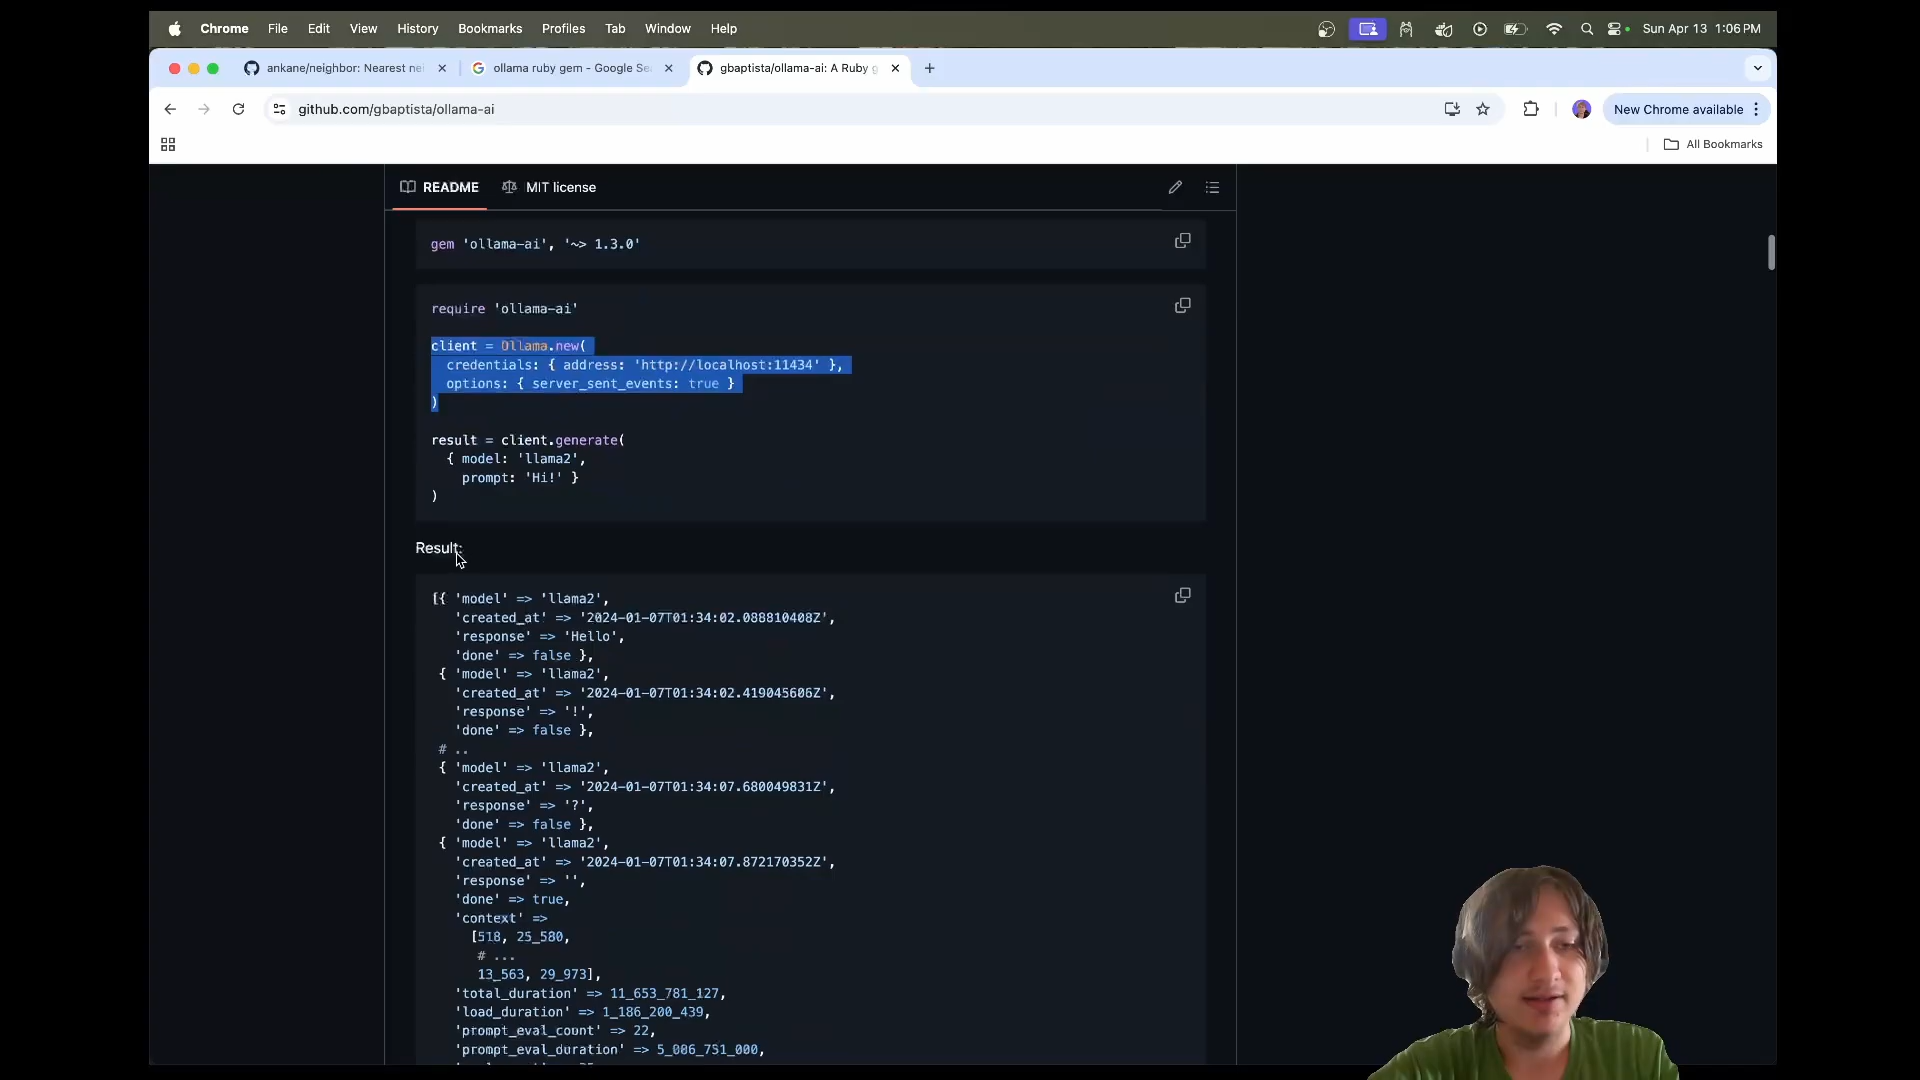 Chrome File Edit View History Bookmarks Profiles Tab Window Help Sun Apr 13 1:06 PM
ankane/neighbor: Nearest nei ollama ruby gem - Google Se gbaptista/ollama-ai: A Ruby g
github.com/gbaptista/ollama-ai New Chrome available
All Bookmarks
README MIT license
gem 'ollama-ai', '~> 1.3.0'
require 'ollama-ai'
client = Ollama.new(
credentials: { address: 'http://localhost:11434' },
options: { server_sent_events: true }
)
result = client.generate(
{ model: 'llama2',
prompt: 'Hi!' }
)
Result:
[{ 'model' => 'llama2',
'created_at' => '2024-01-07T01:34:02.088810408Z',
'response' => 'Hello',
'done' => false },
{ 'model' => 'llama2',
'created_at' => '2024-01-07T01:34:02.419045606Z',
'response' => '!',
'done' => false },
# ..
{ 'model' => 'llama2',
'created_at' => '2024-01-07T01:34:07.680049831Z',
'response' => '?',
'done' => false },
{ 'model' => 'llama2',
'created_at' => '2024-01-07T01:34:07.872170352Z',
'response' => '',
'done' => true,
'context' =>
[518, 25_580,
# ...
13_563, 29_973],
'total_duration' => 11_653_781_127,
'load_duration' => 1_186_200_439,
'prompt_eval_count' => 22,
'prompt_eval_duration' => 5_006_751_000,